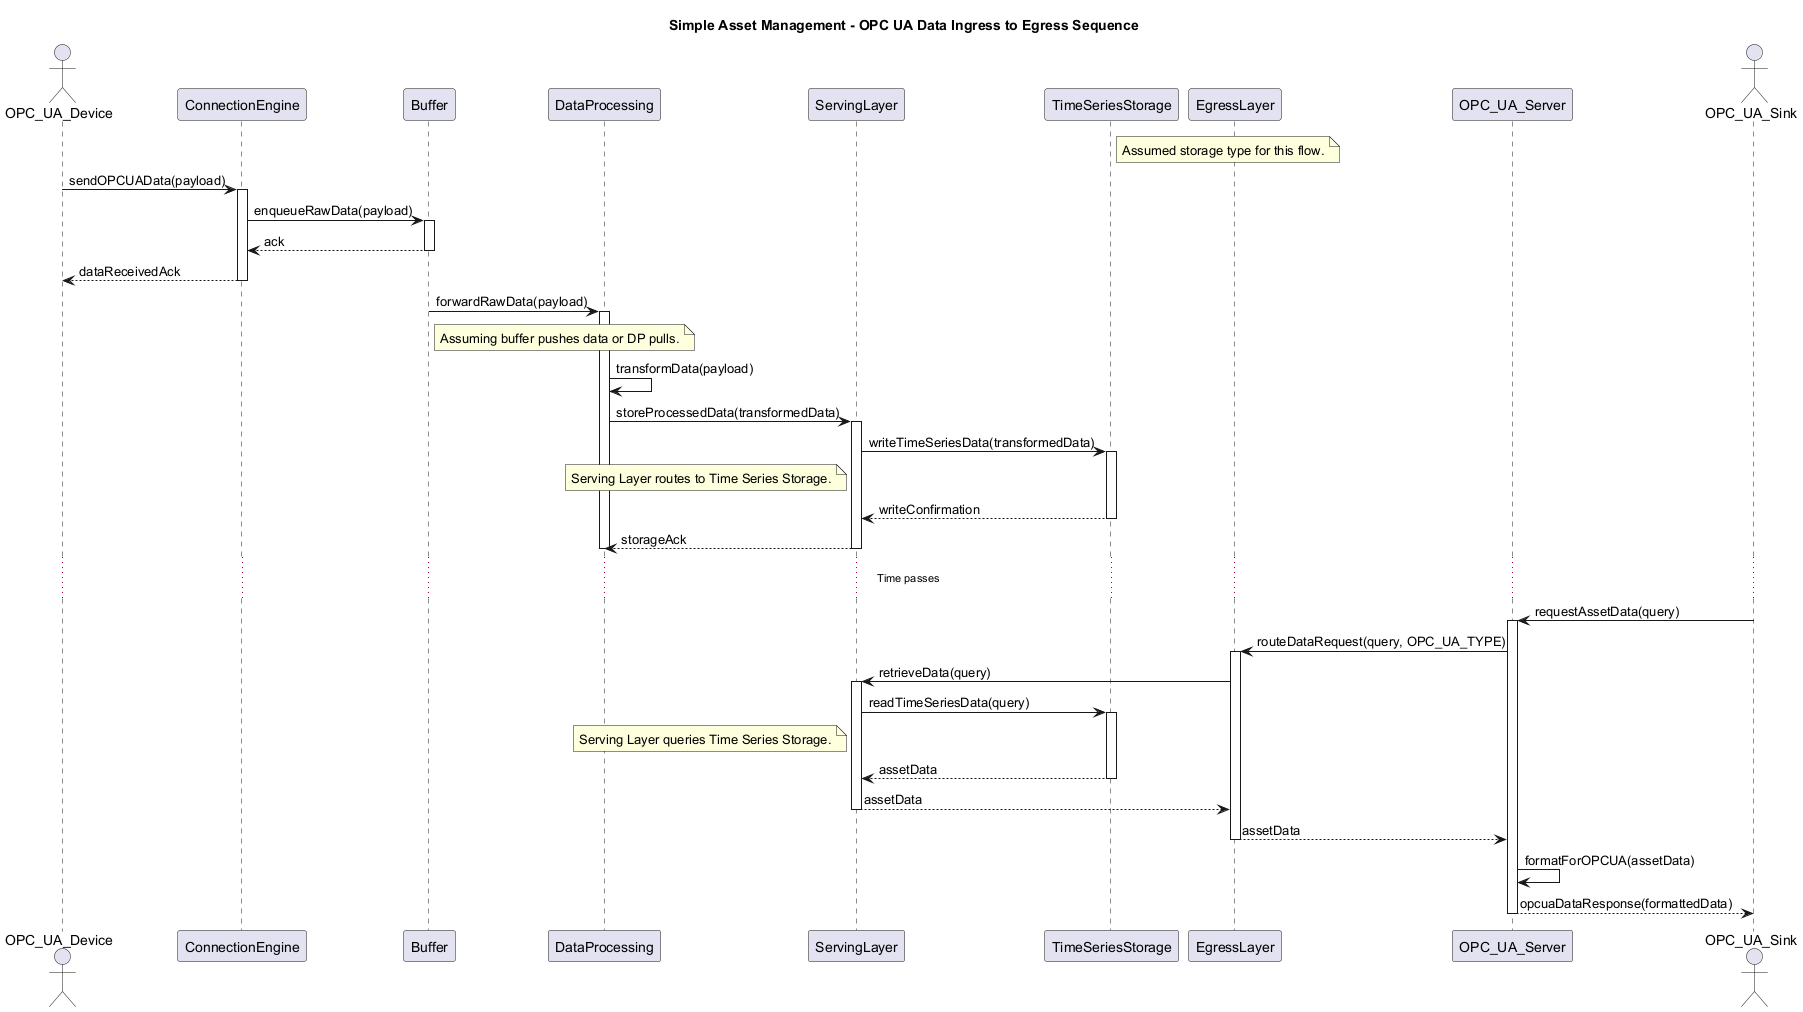 Simple Asset Management - OPC UA Data Ingress to Egress Sequence
OPC_UA_Device
ConnectionEngine
Buffer
DataProcessing
ServingLayer
TimeSeriesStorage
EgressLayer
OPC_UA_Server
OPC_UA_Sink
Assumed storage type for this flow.
sendOPCUAData(payload)
enqueueRawData(payload)
ack
dataReceivedAck
forwardRawData(payload)
Assuming buffer pushes data or DP pulls.
transformData(payload)
storeProcessedData(transformedData)
writeTimeSeriesData(transformedData)
Serving Layer routes to Time Series Storage.
writeConfirmation
storageAck
Time passes
requestAssetData(query)
routeDataRequest(query, OPC_UA_TYPE)
retrieveData(query)
readTimeSeriesData(query)
Serving Layer queries Time Series Storage.
assetData
assetData
assetData
formatForOPCUA(assetData)
opcuaDataResponse(formattedData)
OPC_UA_Device
ConnectionEngine
Buffer
DataProcessing
ServingLayer
TimeSeriesStorage
EgressLayer
OPC_UA_Server
OPC_UA_Sink